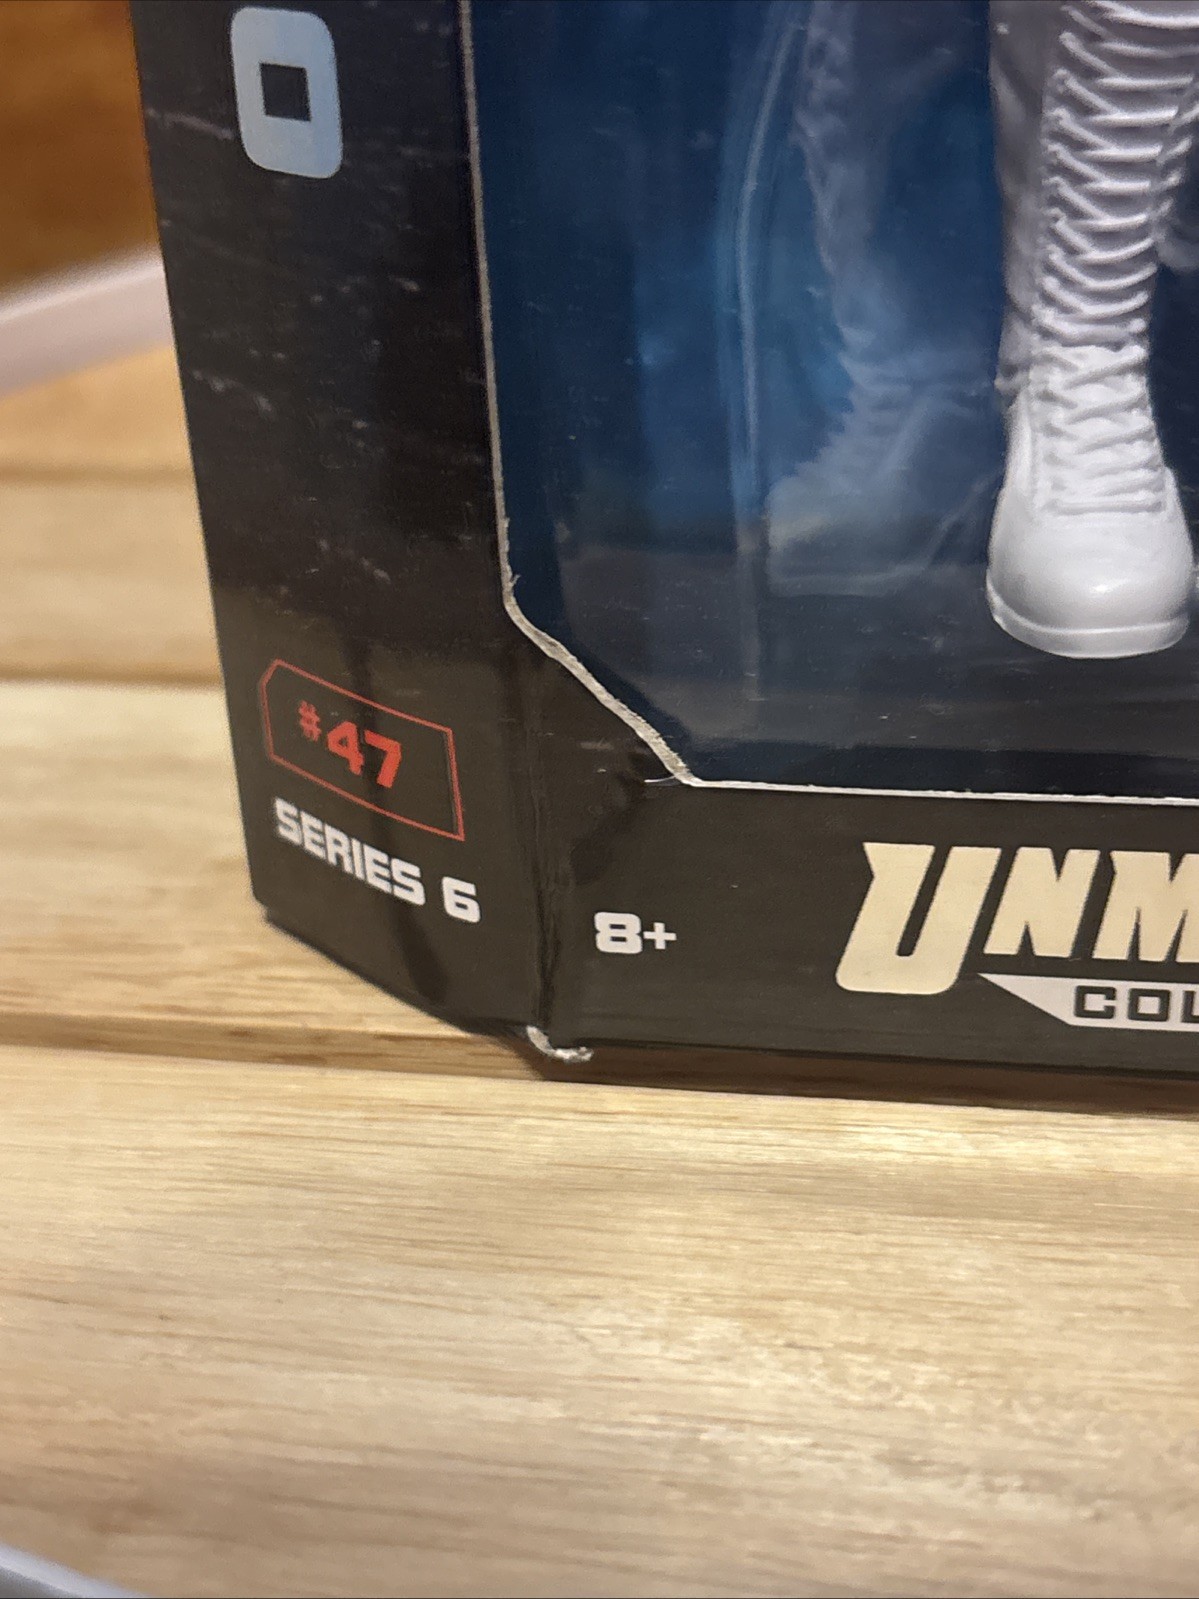 O
#47
SERIES 6
8+
UNM
COL